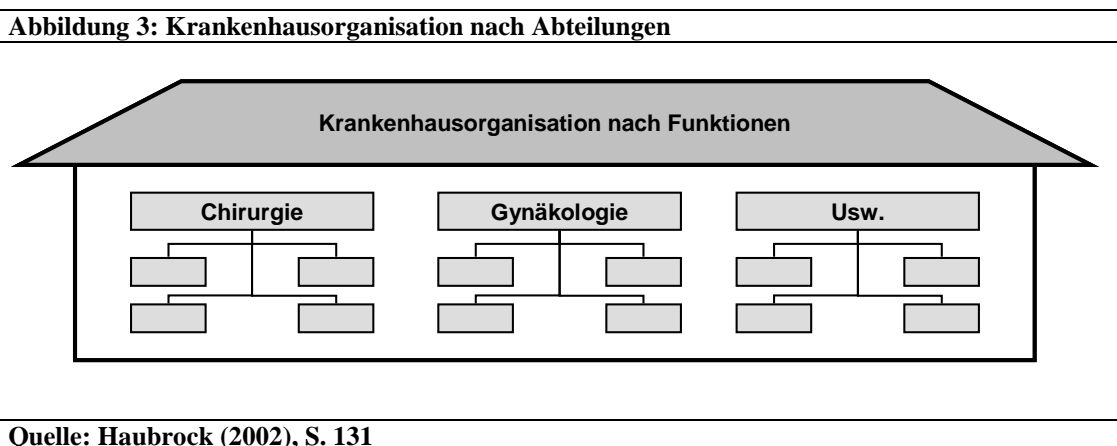 Abbildung 3: Krankenhausorganisation nach Abteilungen
Krankenhausorganisation nach Funktionen
Chirurgie
Gynäkologie
Usw.
Quelle: Haubrock (2002), S. 131